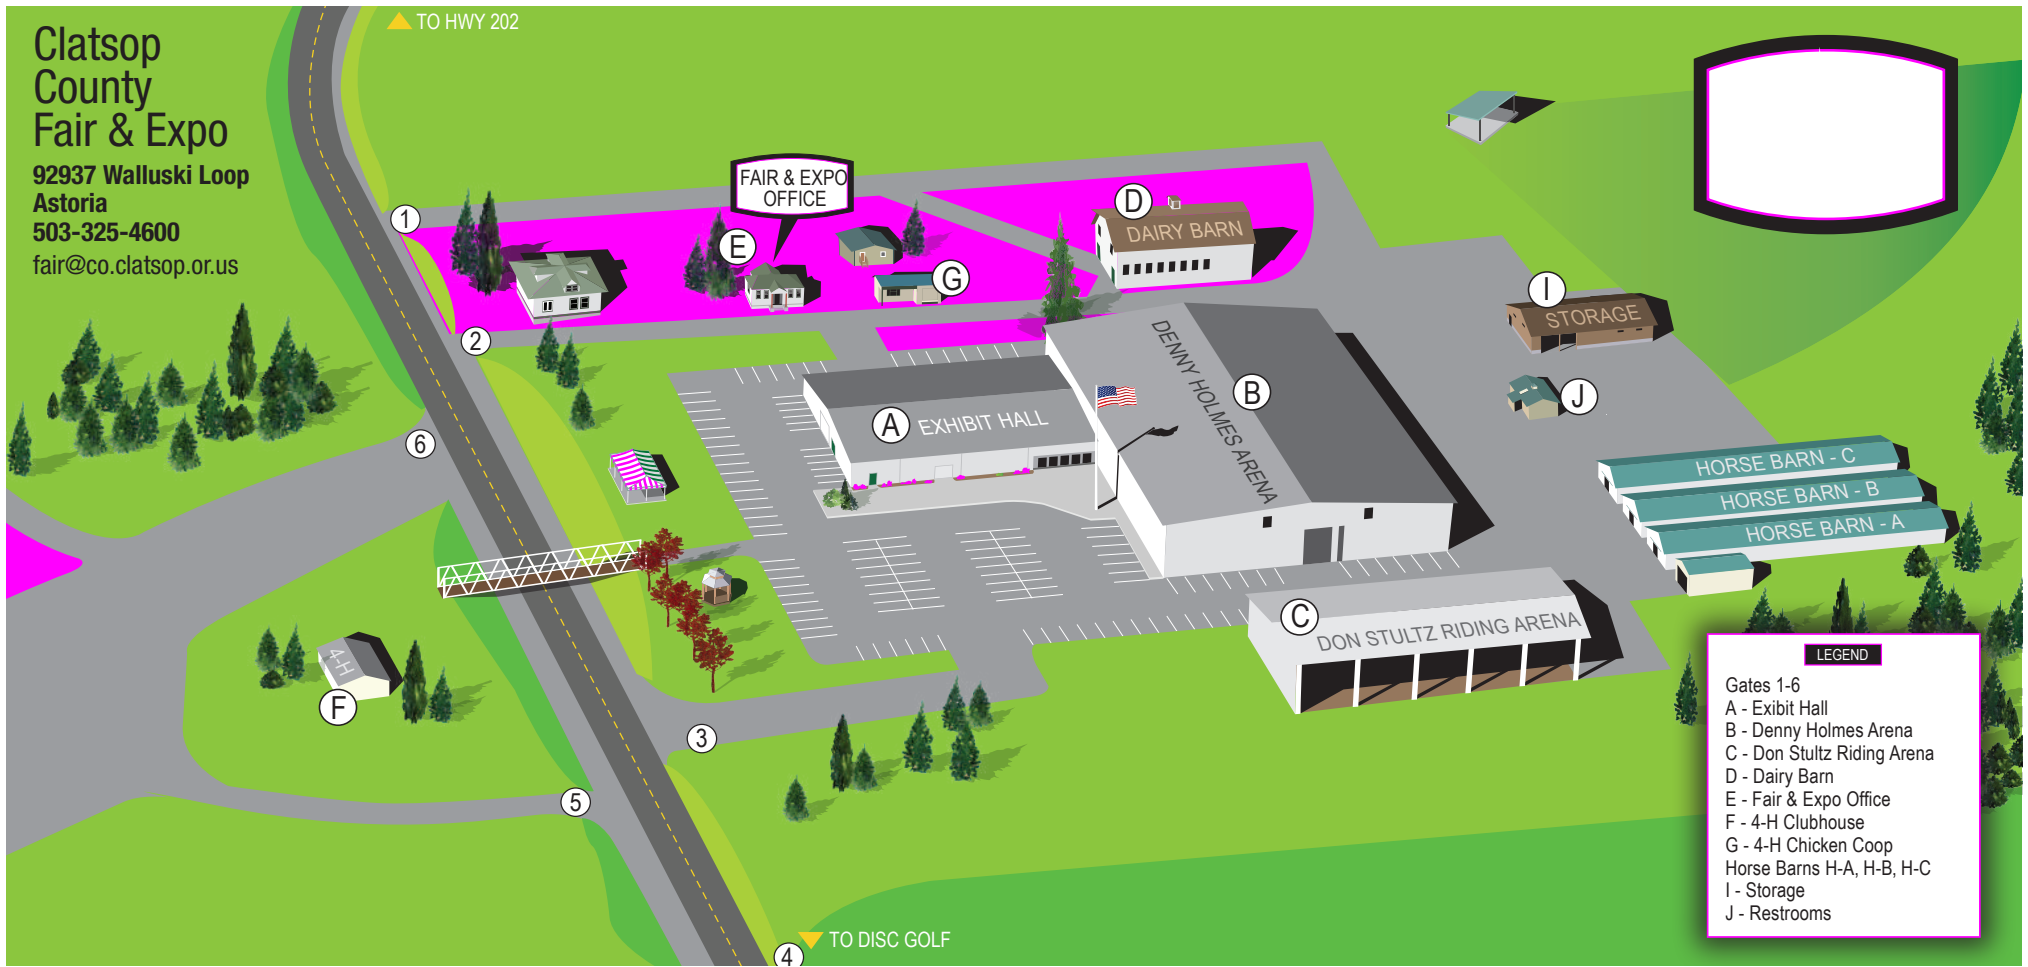 Clatsop
County
Fair & Expo
92937 Walluski Loop
Astoria
503-325-4600
fair@co.clatsop.or.us
TO HWY 202
1
FAIR & EXPO
OFFICE
E
G
D
DAIRY BARN
2
I
STORAGE
J
6
A
EXHIBIT HALL
DENNY HOLMES ARENA
B
HORSE BARN - C
HORSE BARN - B
HORSE BARN - A
C
DON STULTZ RIDING ARENA
4-H
F
3
5
4
TO DISC GOLF
LEGEND
Gates 1-6
A - Exibit Hall
B - Denny Holmes Arena
C - Don Stultz Riding Arena
D - Dairy Barn
E - Fair & Expo Office
F - 4-H Clubhouse
G - 4-H Chicken Coop
Horse Barns H-A, H-B, H-C
I - Storage
J - Restrooms